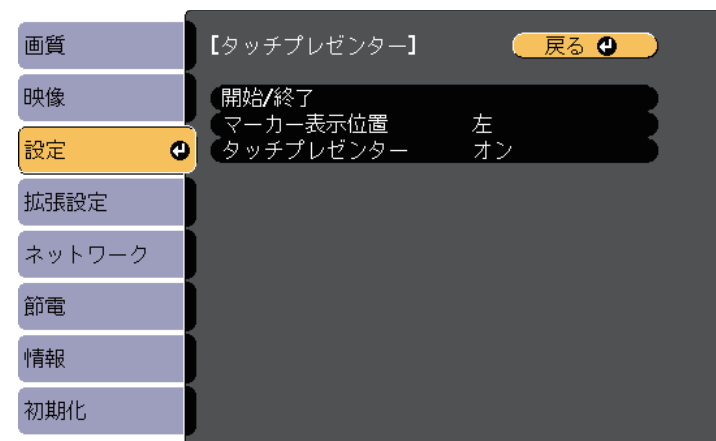 画質
映像
設定
拡張設定
ネットワーク
節電
情報
初期化
【タッチプレゼンター】 戻る
開始/終了
マーカー表示位置 左
タッチプレゼンター オン